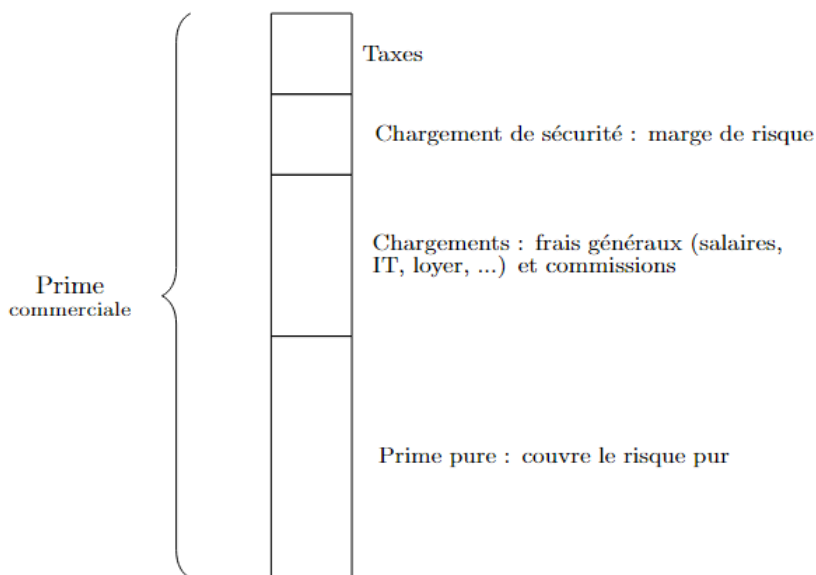 Taxes
Chargement de sécurité : marge de risque
Chargements : frais généraux (salaires,
IT, loyer, ...) et commissions
Prime
commerciale
Prime pure : couvre le risque pur